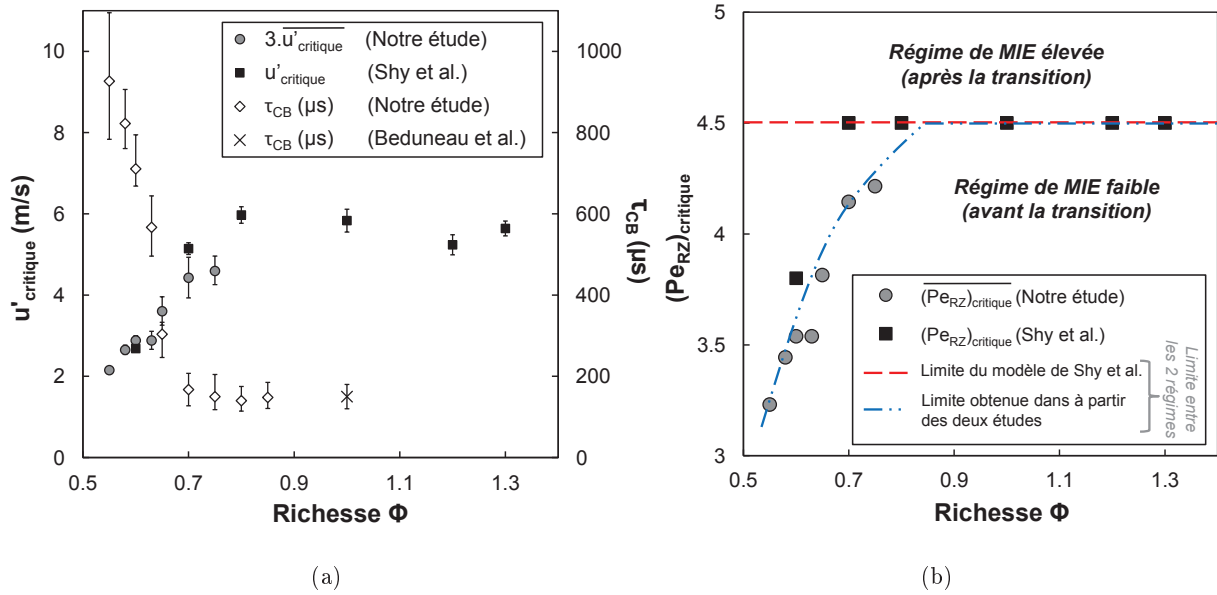 10
8
6
4
2
0
u'critique (m/s)
3.u'critique (Notre étude)
u'critique (Shy et al.)
τCB (µs) (Notre étude)
τCB (µs) (Beduneau et al.)
1000
800
600
400
200
0
τCB (µs)
0.5 0.7 0.9 1.1 1.3
Richesse Φ
(a)
5
4.5
4
3.5
3
(PeRZ)critique
Régime de MIE élevée
(après la transition)
Régime de MIE faible
(avant la transition)
(PeRZ)critique (Notre étude)
(PeRZ)critique (Shy et al.)
Limite du modèle de Shy et al.
Limite obtenue dans à partir
des deux études
Limite entre
les 2 régimes
0.5 0.7 0.9 1.1 1.3
Richesse Φ
(b)